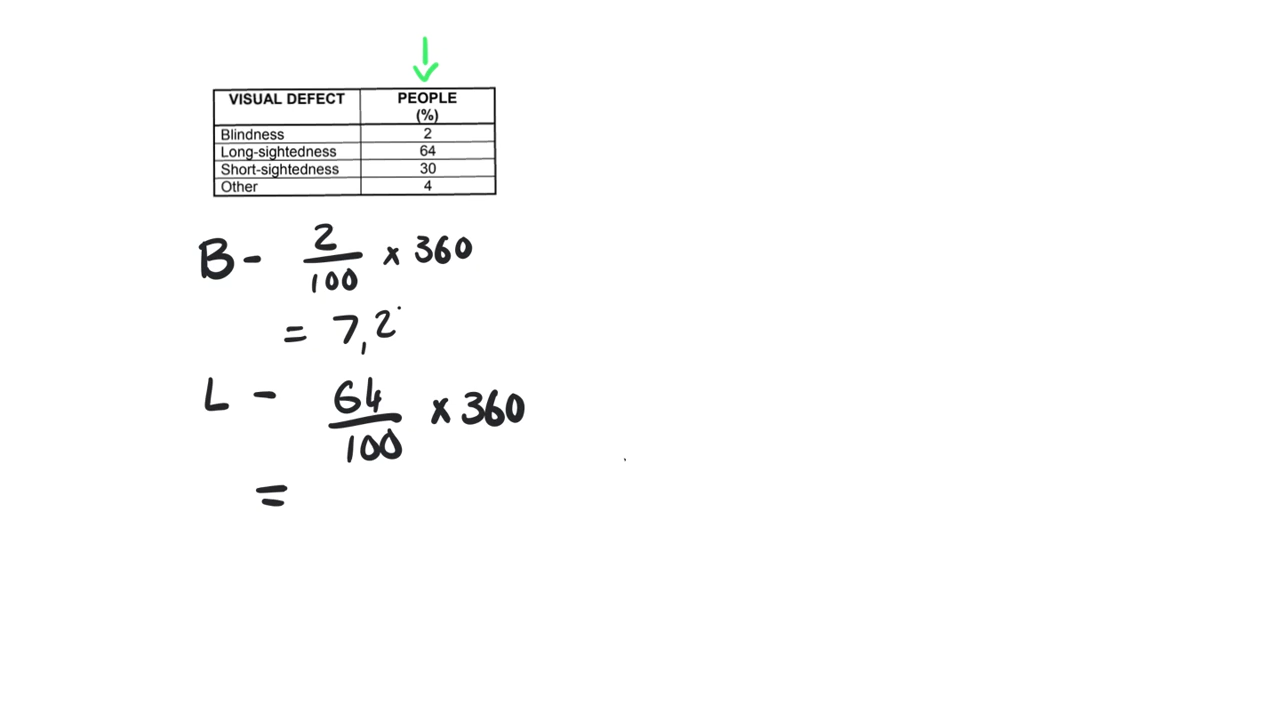 VISUAL DEFECT PEOPLE (%)
Blindness 2
Long-sightedness 64
Short-sightedness 30
Other 4
B - 2/100 × 360
= 7,2°
L - 64/100 × 360
=